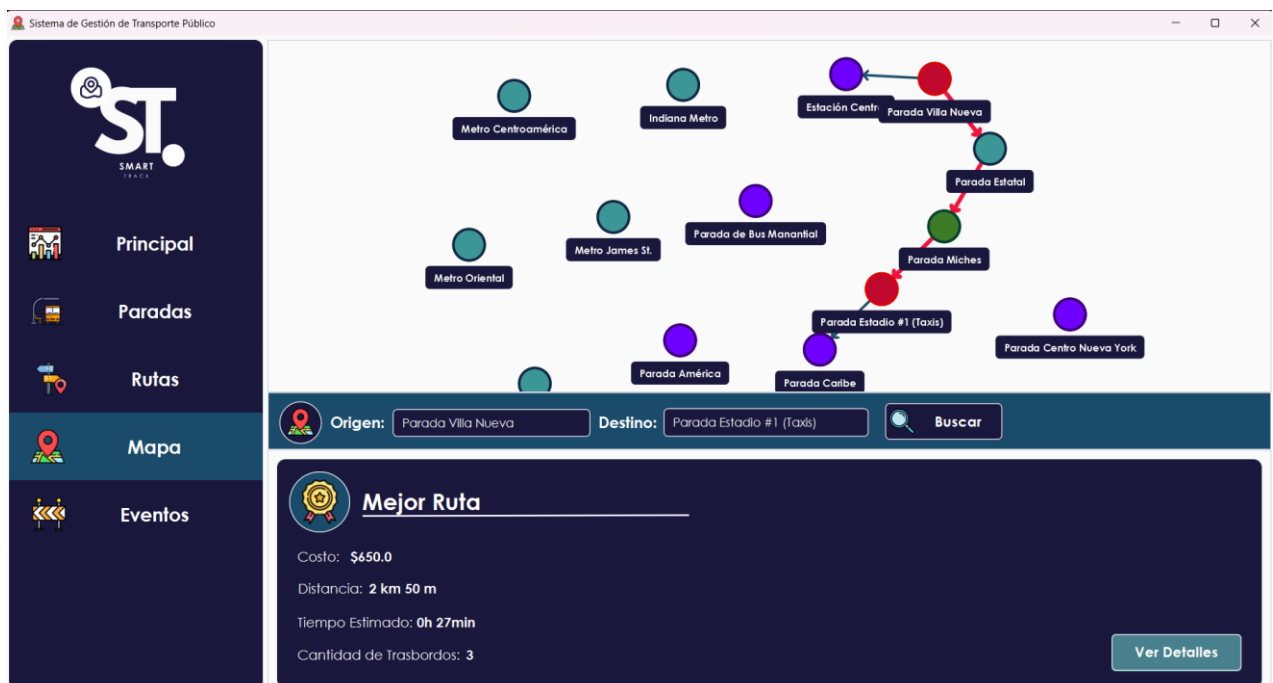 Sistema de Gestión de Transporte Público
ST.
SMART
TRACK
Principal
Paradas
Rutas
Mapa
Eventos
Metro Centroamérica
Indiana Metro
Estación Centr
Parada Villa Nueva
Parada Estatal
Parada de Bus Manantial
Metro James St.
Metro Oriental
Parada Miches
Parada Estadio #1 (Taxis)
Parada Centro Nueva York
Parada América
Parada Caribe
Origen: Parada Villa Nueva Destino: Parada Estadio #1 (Taxis) Buscar
Mejor Ruta
Costo: $650.0
Distancia: 2 km 50 m
Tiempo Estimado: 0h 27min
Cantidad de Trasbordos: 3
Ver Detalles